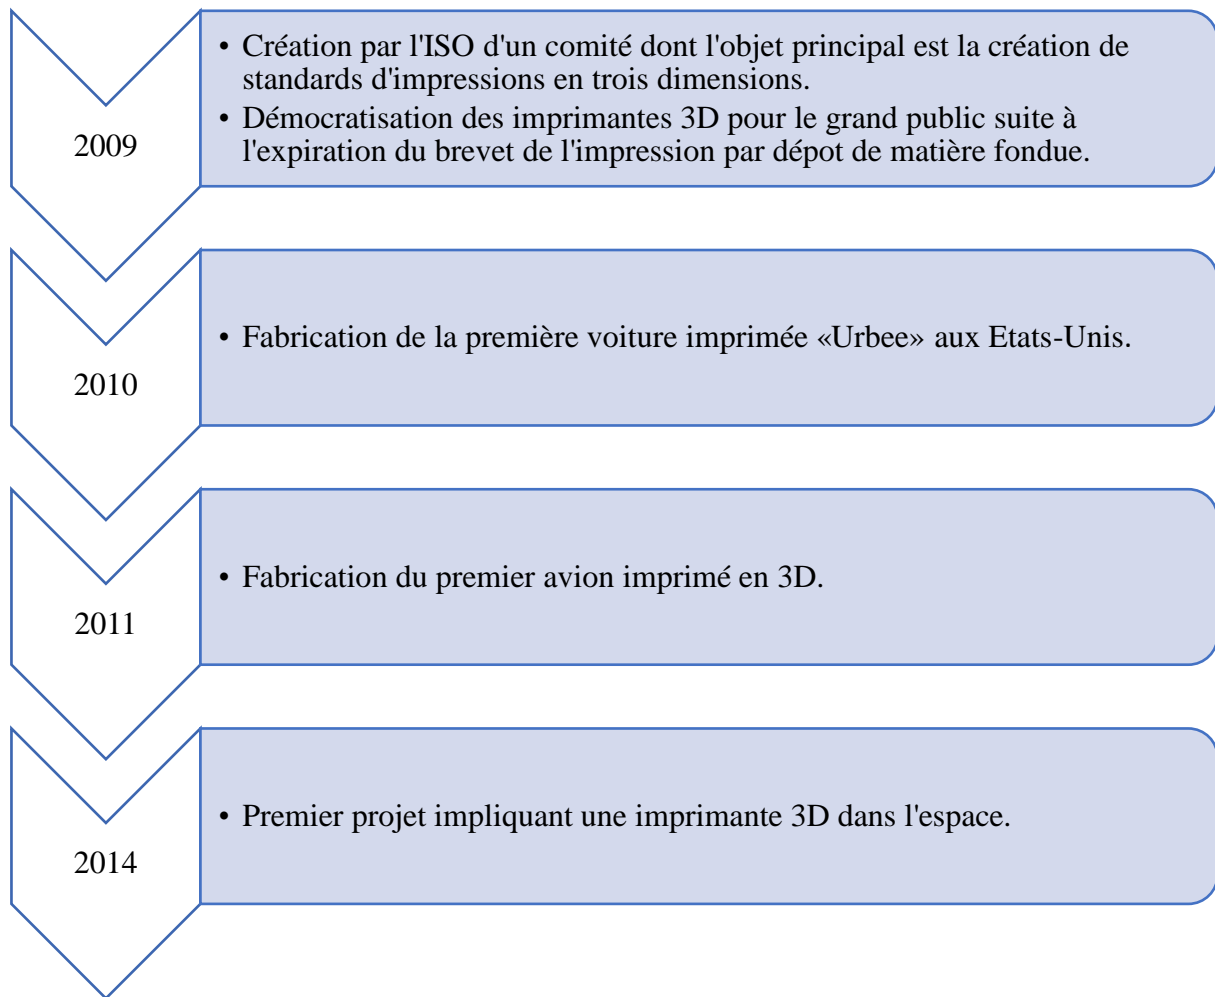 2009
• Création par l'ISO d'un comité dont l'objet principal est la création de
standards d'impressions en trois dimensions.
• Démocratisation des imprimantes 3D pour le grand public suite à
l'expiration du brevet de l'impression par dépot de matière fondue.
2010
• Fabrication de la première voiture imprimée «Urbee» aux Etats-Unis.
2011
• Fabrication du premier avion imprimé en 3D.
2014
• Premier projet impliquant une imprimante 3D dans l'espace.